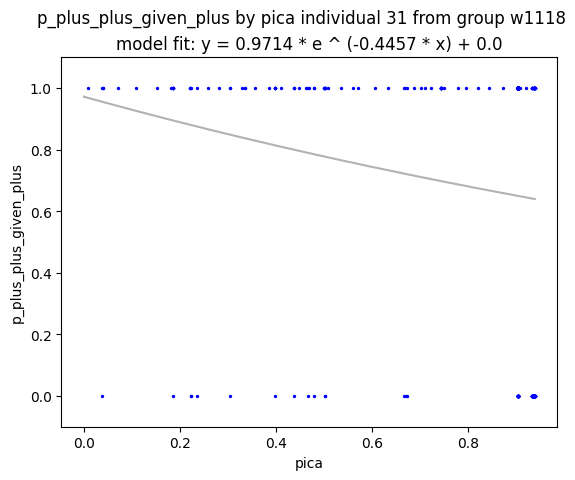 p_plus_plus_given_plus by pica individual 31 from group w1118
model fit: y = 0.9714 * e ^ (-0.4457 * x) + 0.0
1.0
0.8
0.6
0.4
0.2
0.0
p_plus_plus_given_plus
0.0 0.2 0.4 0.6 0.8
pica